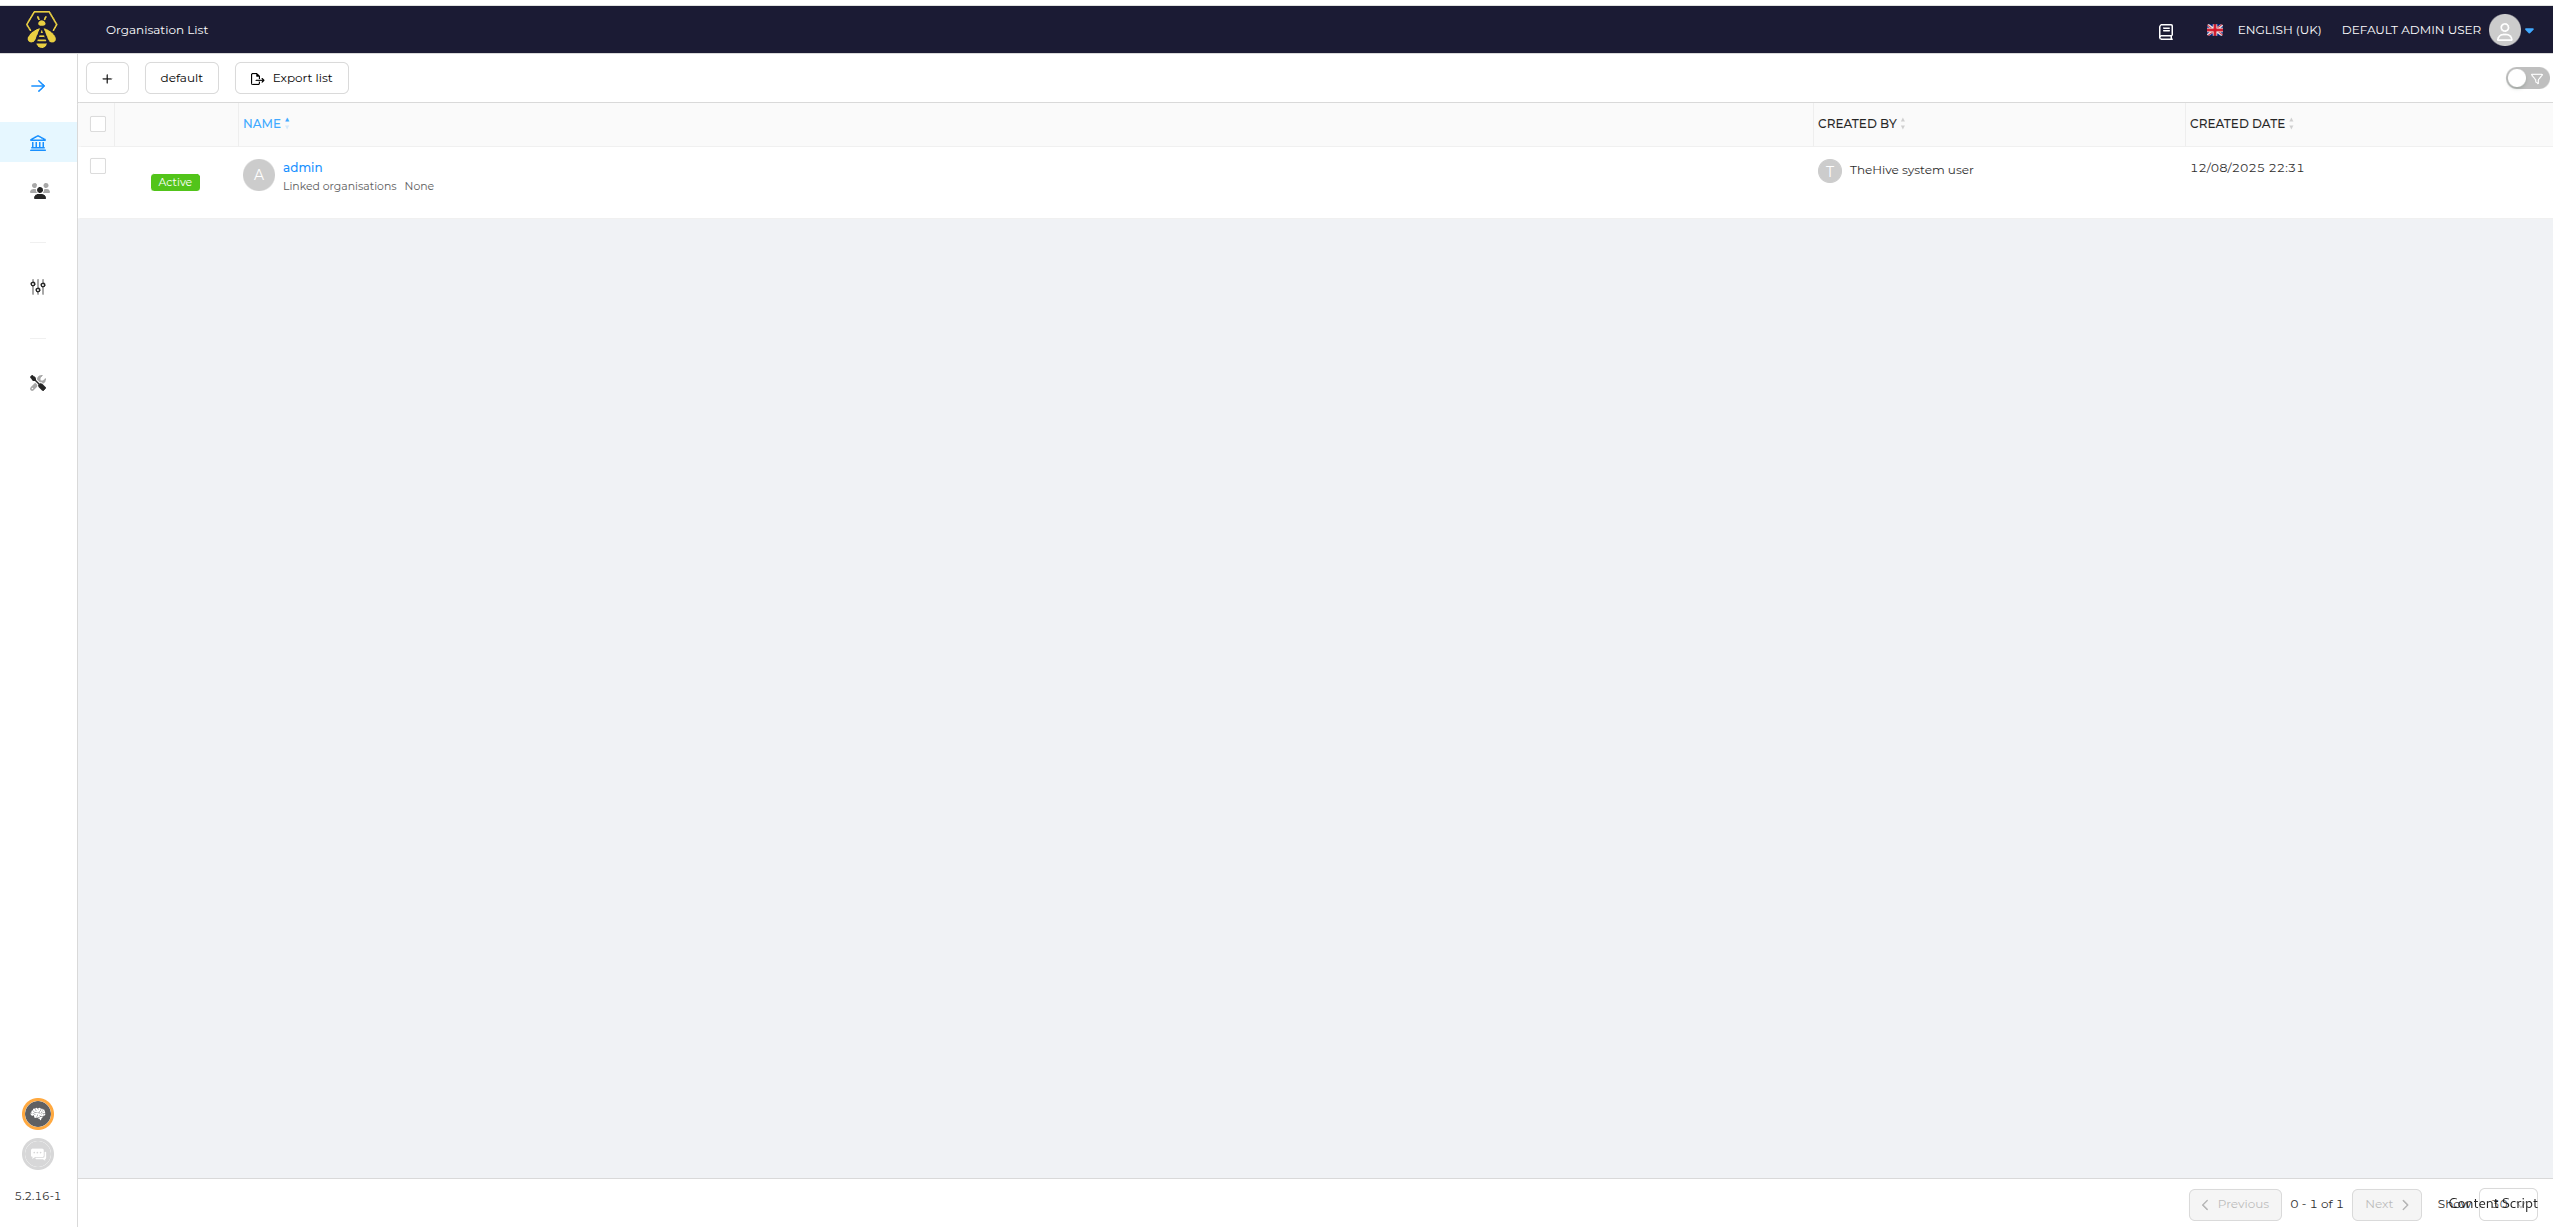 Organisation List
ENGLISH (UK)
DEFAULT ADMIN USER
+ default Export list
NAME CREATED BY CREATED DATE
A admin T TheHive system user 12/08/2025 22:31
Active
Linked organisations None
5.2.16-1
Previous 0 - 1 of 1 Next
Content Script